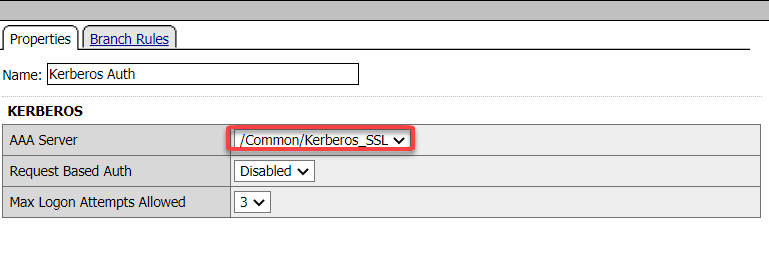 Properties Branch Rules
Name: Kerberos Auth
KERBEROS
AAA Server /Common/Kerberos_SSL
Request Based Auth Disabled
Max Logon Attempts Allowed 3